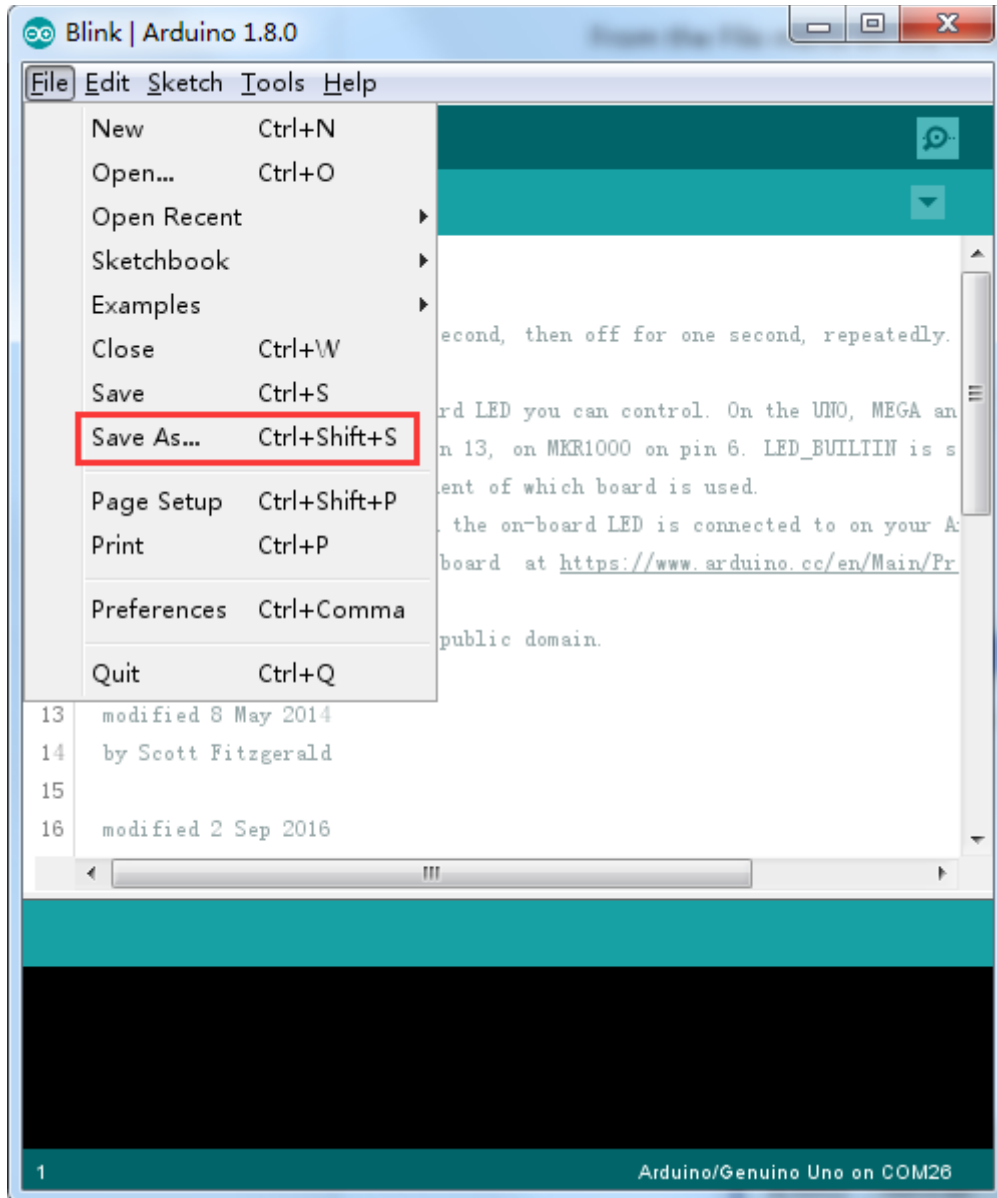 Blink | Arduino 1.8.0
File Edit Sketch Tools Help
New Ctrl+N
Open... Ctrl+O
Open Recent
Sketchbook
Examples
Close Ctrl+W
Save Ctrl+S
Save As... Ctrl+Shift+S
Page Setup Ctrl+Shift+P
Print Ctrl+P
Preferences Ctrl+Comma
Quit Ctrl+Q
econd, then off for one second, repeatedly.
rd LED you can control. On the UNO, MEGA an
n 13, on MKR1000 on pin 6. LED_BUILTIN is s
ent of which board is used.
the on-board LED is connected to on your A
board at https://www.arduino.cc/en/Main/Pr
public domain.
13 modified 8 May 2014
14 by Scott Fitzgerald
15
16 modified 2 Sep 2016
1 Arduino/Genuino Uno on COM26